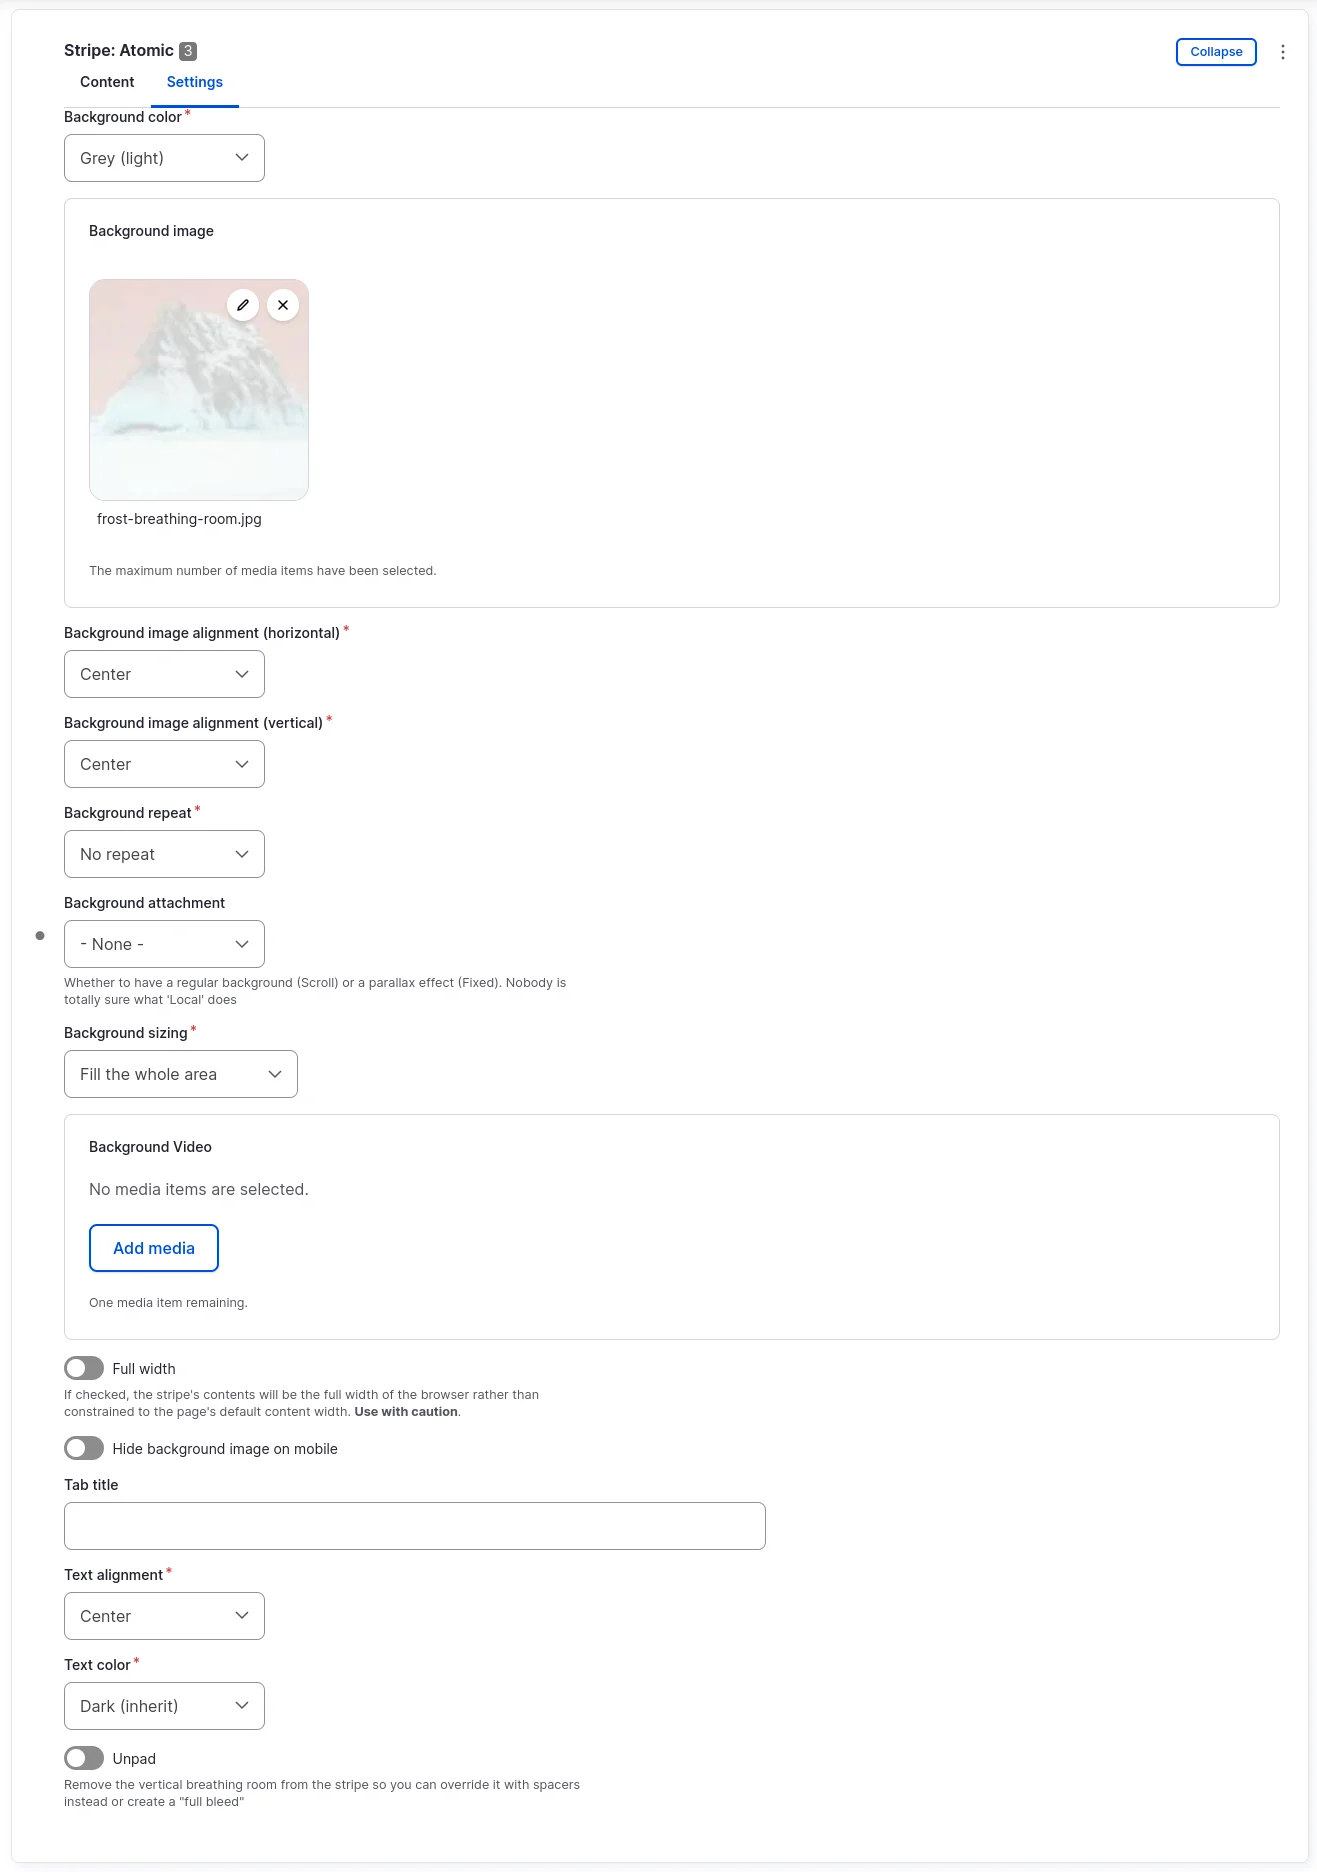 Stripe: Atomic 3
Collapse
Content Settings
Background color *
Grey (light)
Background image
frost-breathing-room.jpg
The maximum number of media items have been selected.
Background image alignment (horizontal) *
Center
Background image alignment (vertical) *
Center
Background repeat *
No repeat
Background attachment
- None -
Whether to have a regular background (Scroll) or a parallax effect (Fixed). Nobody is
totally sure what 'Local' does
Background sizing *
Fill the whole area
Background Video
No media items are selected.
Add media
One media item remaining.
Full width
If checked, the stripe's contents will be the full width of the browser rather than
constrained to the page's default content width. Use with caution.
Hide background image on mobile
Tab title
Text alignment *
Center
Text color *
Dark (inherit)
Unpad
Remove the vertical breathing room from the stripe so you can override it with spacers
instead or create a "full bleed"